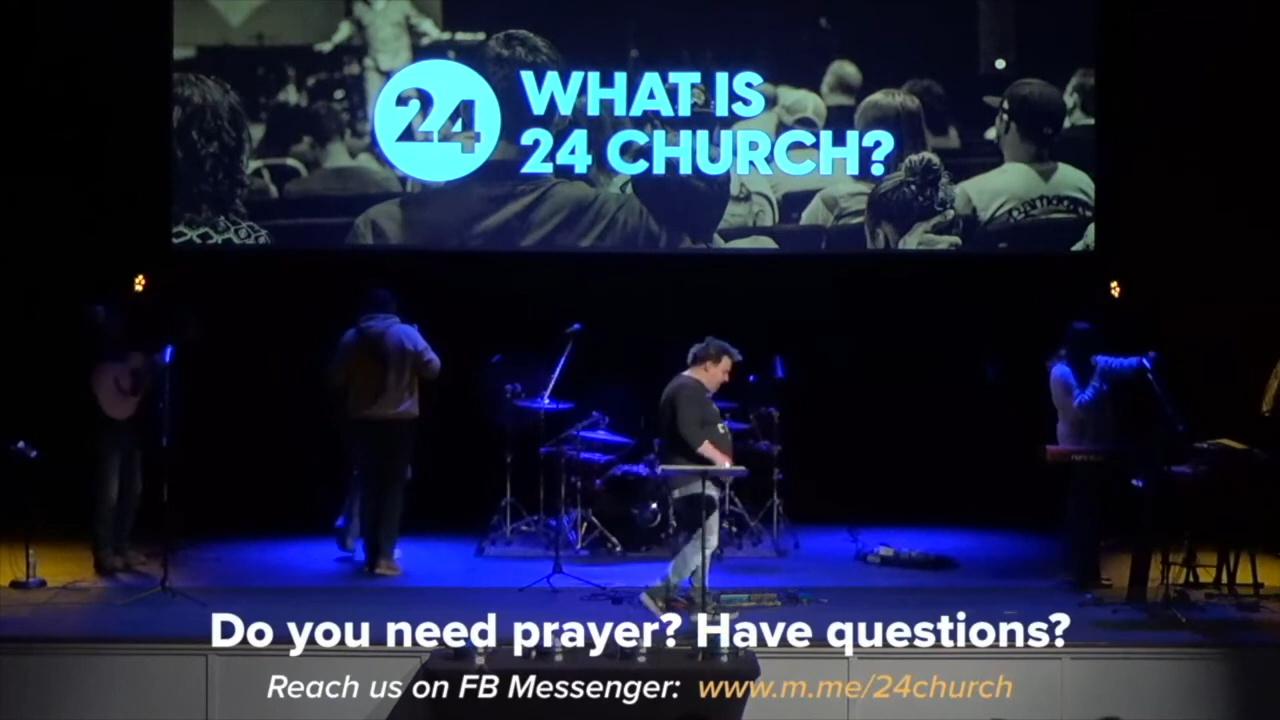 24
WHAT IS
24 CHURCH?
Do you need prayer? Have questions?
Reach us on FB Messenger: www.m.me/24church